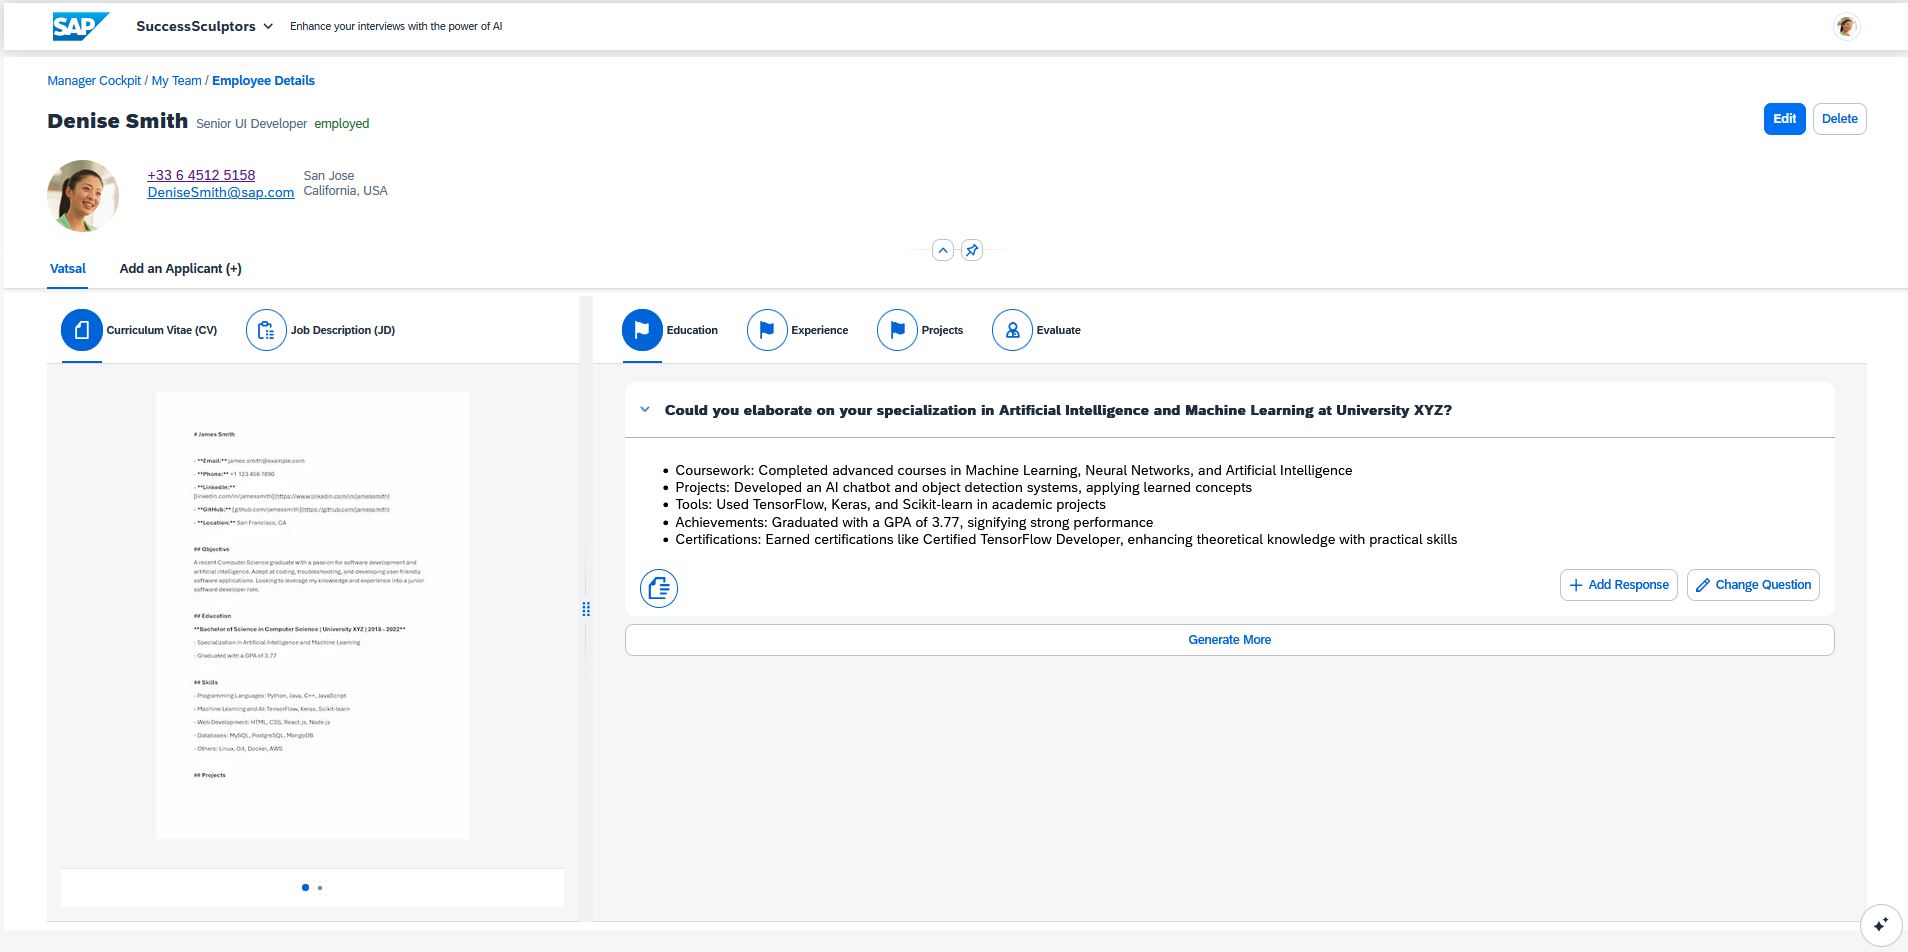 SAP SuccessSculptors Enhance your interviews with the power of AI
Manager Cockpit / My Team / Employee Details
Denise Smith Senior UI Developer employed
Edit Delete
+33 6 4512 5158 San Jose
DeniseSmith@sap.com California, USA
Vatsal Add an Applicant (+)
Curriculum Vitae (CV) Job Description (JD)
# James Smith
- **Email:** james.smith@example.com
- **Phone:** +1 123 456 7890
- **LinkedIn:**
[linkedin.com/in/jamessmith](https://www.linkedin.com/in/jamessmith)
- **GitHub:** [github.com/jamessmith](https://github.com/jamessmith)
- **Location:** San Francisco, CA
## Objective
A recent Computer Science graduate with a passion for software development and
artificial intelligence. Adept at coding, troubleshooting, and developing user-friendly
software applications. Looking to leverage my knowledge and experience into a junior
software developer role.
## Education
**Bachelor of Science in Computer Science | University XYZ | 2018 - 2022**
- Specialization in Artificial Intelligence and Machine Learning
- Graduated with a GPA of 3.77
## Skills
- Programming Languages: Python, Java, C++, JavaScript
- Machine Learning and AI: TensorFlow, Keras, Scikit-learn
- Web Development: HTML, CSS, React.js, Node.js
- Databases: MySQL, PostgreSQL, MongoDB
- Others: Linux, Git, Docker, AWS
## Projects
Education Experience Projects Evaluate
Could you elaborate on your specialization in Artificial Intelligence and Machine Learning at University XYZ?
• Coursework: Completed advanced courses in Machine Learning, Neural Networks, and Artificial Intelligence
• Projects: Developed an AI chatbot and object detection systems, applying learned concepts
• Tools: Used TensorFlow, Keras, and Scikit-learn in academic projects
• Achievements: Graduated with a GPA of 3.77, signifying strong performance
• Certifications: Earned certifications like Certified TensorFlow Developer, enhancing theoretical knowledge with practical skills
Add Response Change Question
Generate More